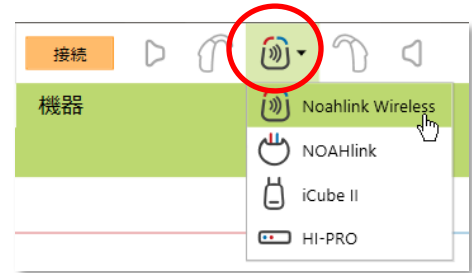 接続
機器
Noahlink Wireless
NOAHlink
iCube II
HI-PRO